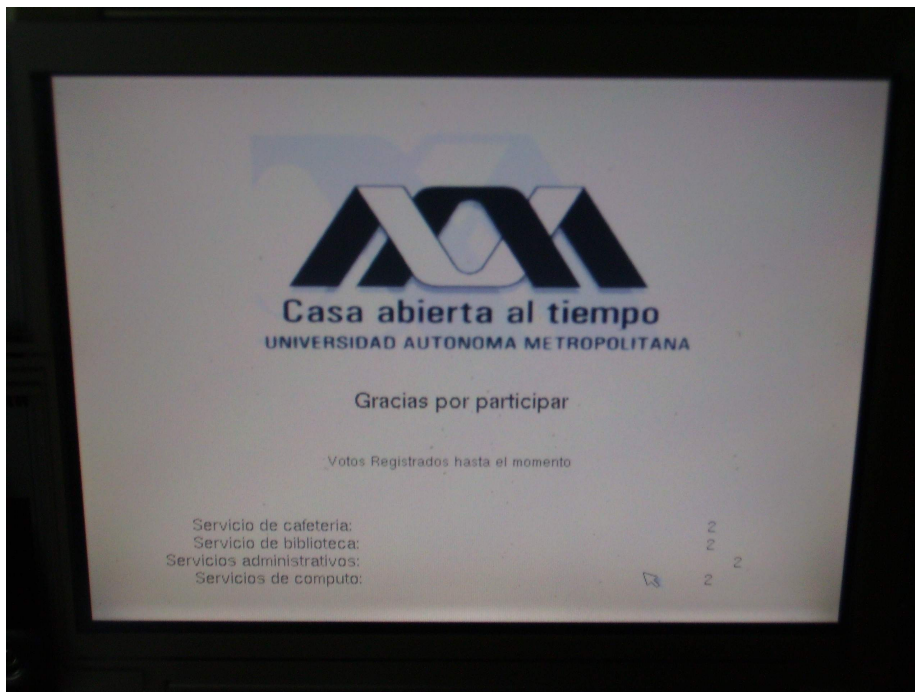 Casa abierta al tiempo
UNIVERSIDAD AUTONOMA METROPOLITANA
Gracias por participar
Votos Registrados hasta el momento
Servicio de cafeteria: 2
Servicio de biblioteca: 2
Servicios administrativos: 2
Servicios de computo: 2